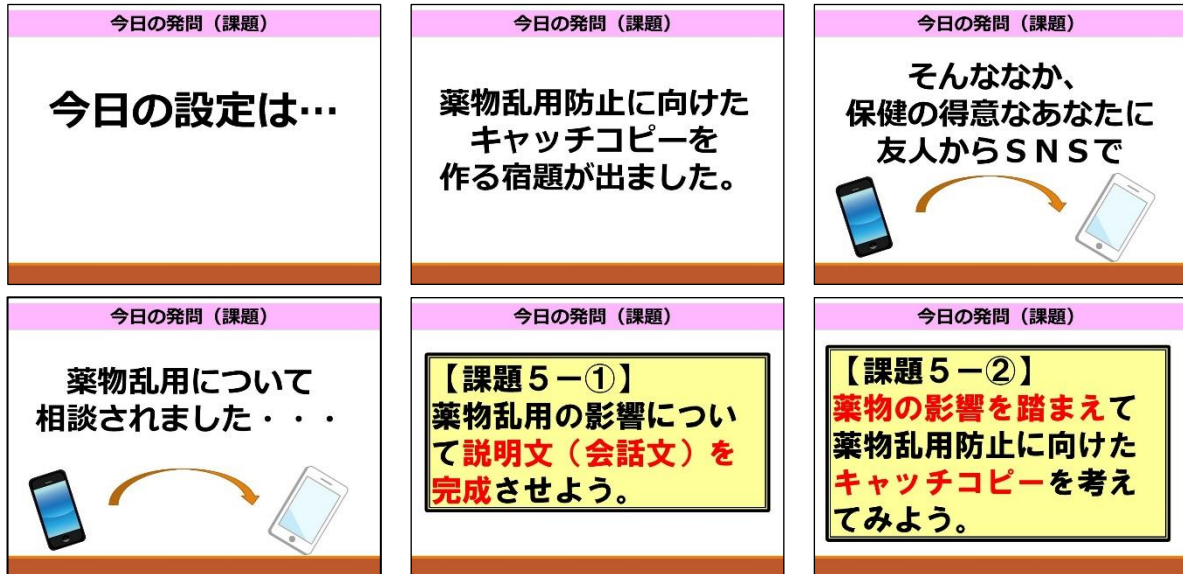 今日の発問（課題）
今日の設定は…
今日の発問（課題）
薬物乱用防止に向けた
キャッチコピーを
作る宿題が出ました。
今日の発問（課題）
そんななか、
保健の得意なあなたに
友人からＳＮＳで
今日の発問（課題）
薬物乱用について
相談されました・・・
今日の発問（課題）
【課題５－①】
薬物乱用の影響につい
て説明文（会話文）を
完成させよう。
今日の発問（課題）
【課題５－②】
薬物の影響を踏まえて
薬物乱用防止に向けた
キャッチコピーを考え
てみよう。